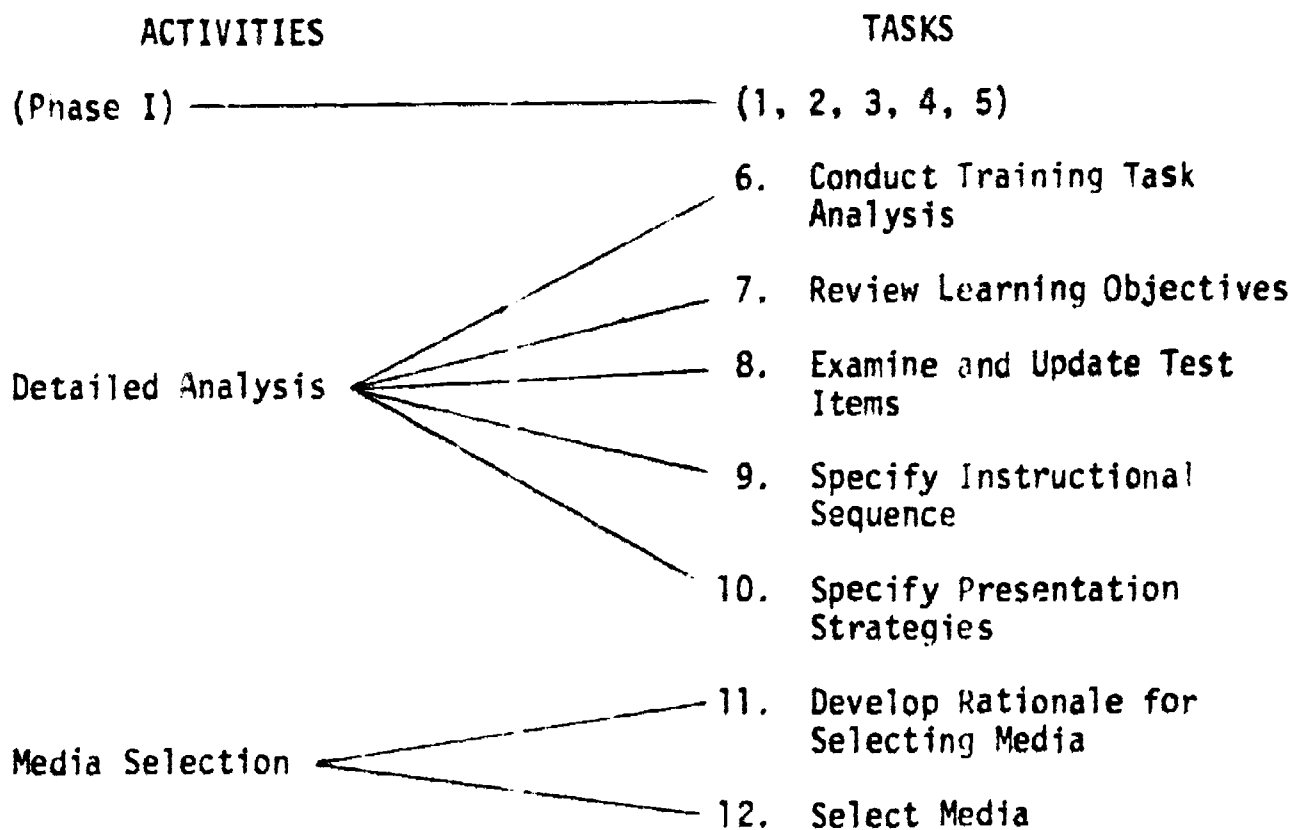 ACTIVITIES TASKS
(Phase I) (1, 2, 3, 4, 5)
6. Conduct Training Task
Analysis
7. Review Learning Objectives
Detailed Analysis 8. Examine and Update Test
Items
9. Specify Instructional
Sequence
10. Specify Presentation
Strategies
11. Develop Rationale for
Selecting Media
Media Selection
12. Select Media